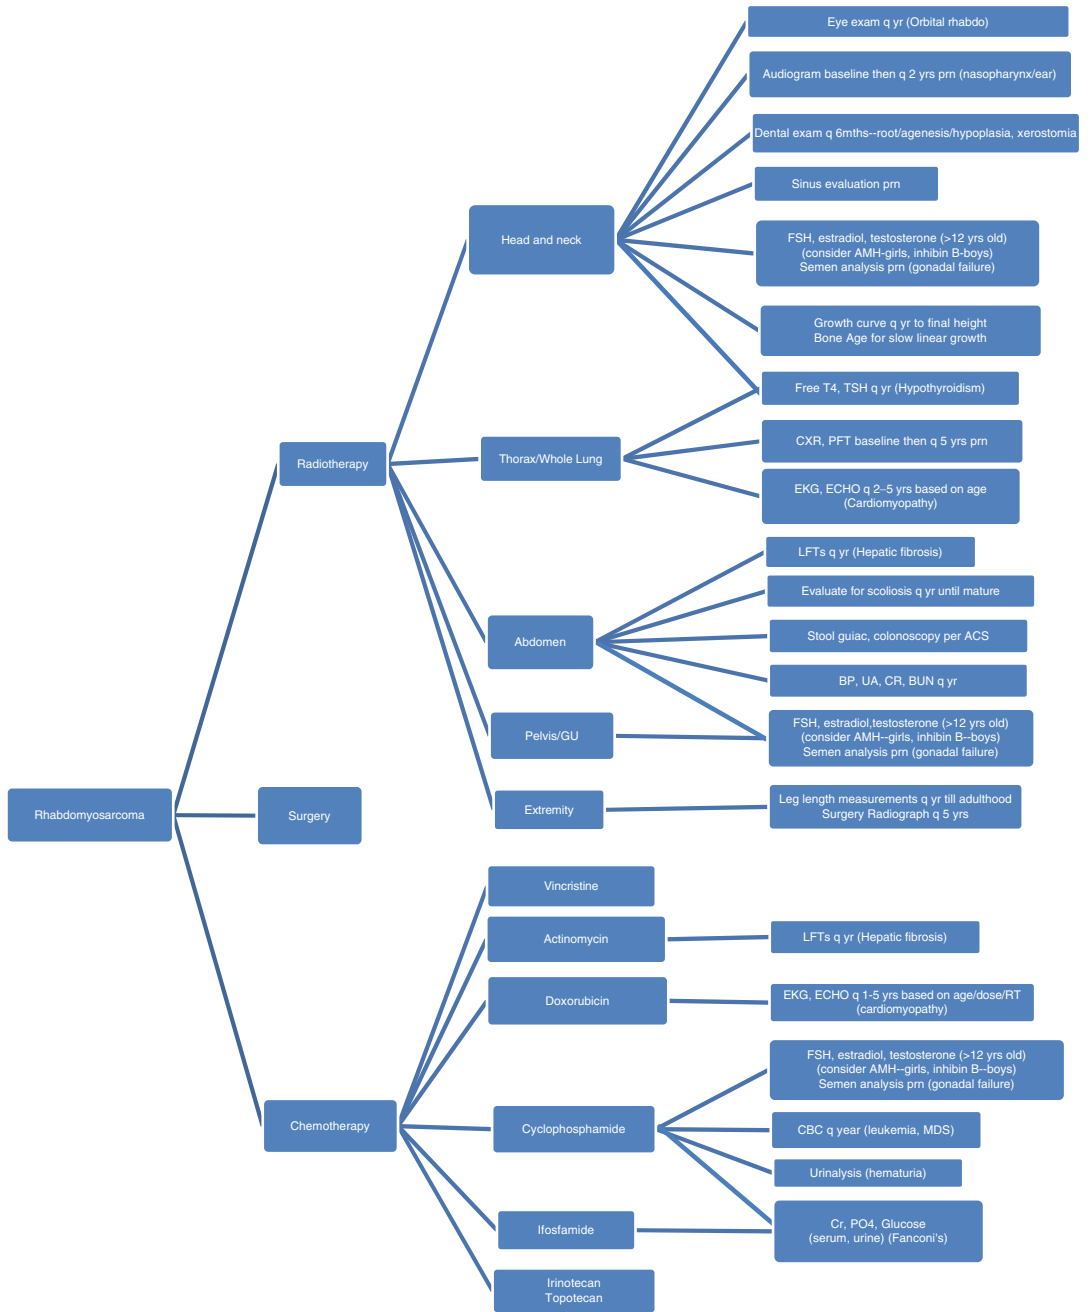 Rhabdomyosarcoma
Radiotherapy
Head and neck
Eye exam q yr (Orbital rhabdo)
Audiogram baseline then q 2 yrs prn (nasopharynx/ear)
Dental exam q 6mths--root/agenesis/hypoplasia, xerostomia
Sinus evaluation prn
FSH, estradiol, testosterone (>12 yrs old)
(consider AMH-girls, inhibin B-boys)
Semen analysis prn (gonadal failure)
Growth curve q yr to final height
Bone Age for slow linear growth
Free T4, TSH q yr (Hypothyroidism)
Thorax/Whole Lung
CXR, PFT baseline then q 5 yrs prn
EKG, ECHO q 2–5 yrs based on age
(Cardiomyopathy)
Abdomen
LFTs q yr (Hepatic fibrosis)
Evaluate for scoliosis q yr until mature
Stool guiac, colonoscopy per ACS
BP, UA, CR, BUN q yr
Pelvis/GU
FSH, estradiol,testosterone (>12 yrs old)
(consider AMH--girls, inhibin B--boys)
Semen analysis prn (gonadal failure)
Extremity
Leg length measurements q yr till adulthood
Surgery Radiograph q 5 yrs
Surgery
Chemotherapy
Vincristine
Actinomycin
LFTs q yr (Hepatic fibrosis)
Doxorubicin
EKG, ECHO q 1-5 yrs based on age/dose/RT
(cardiomyopathy)
Cyclophosphamide
FSH, estradiol, testosterone (>12 yrs old)
(consider AMH--girls, inhibin B--boys)
Semen analysis prn (gonadal failure)
CBC q year (leukemia, MDS)
Urinalysis (hematuria)
Ifosfamide
Cr, PO4, Glucose
(serum, urine) (Fanconi's)
Irinotecan
Topotecan